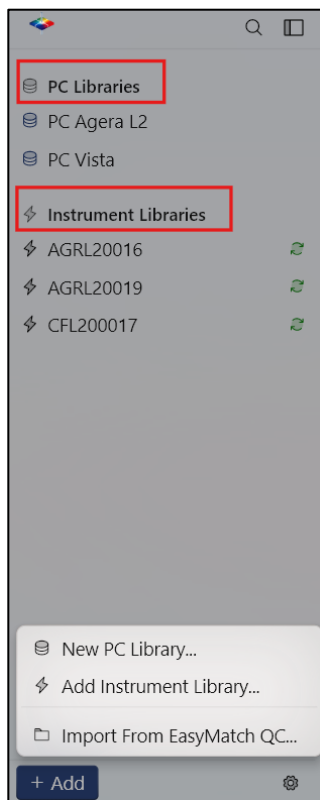 PC Libraries
PC Agera L2
PC Vista
Instrument Libraries
AGRL20016
AGRL20019
CFL200017
New PC Library...
Add Instrument Library...
Import From EasyMatch QC...
+ Add